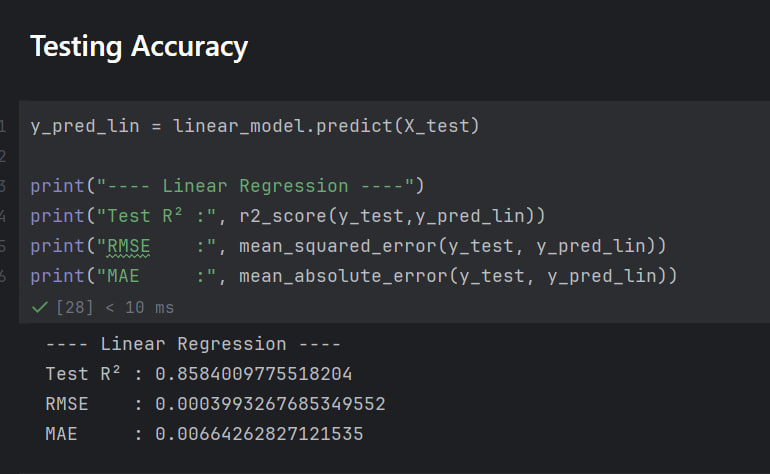 Testing Accuracy
1 y_pred_lin = linear_model.predict(X_test)
2
3 print("---- Linear Regression ----")
4 print("Test R² :", r2_score(y_test,y_pred_lin))
5 print("RMSE    :", mean_squared_error(y_test, y_pred_lin))
6 print("MAE     :", mean_absolute_error(y_test, y_pred_lin))
✓ [28] < 10 ms
---- Linear Regression ----
Test R² : 0.8584009775518204
RMSE    : 0.0003993267685349552
MAE     : 0.00664262827121535